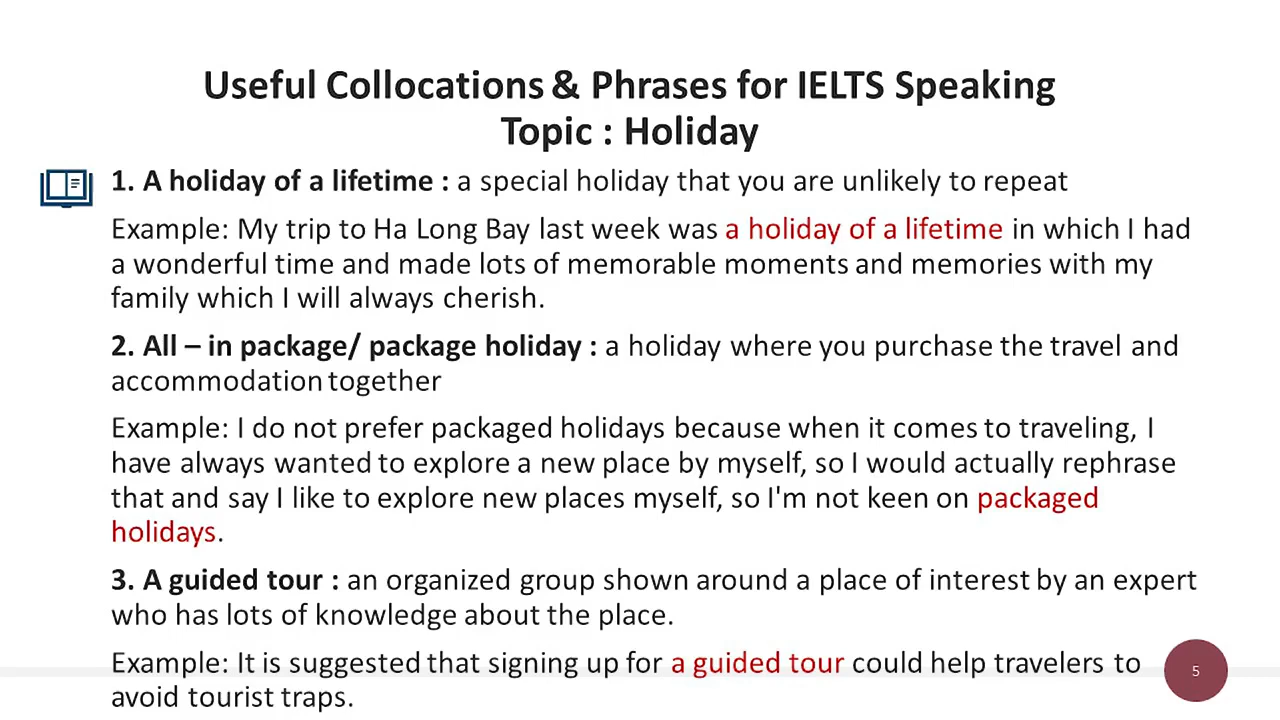 Useful Collocations & Phrases for IELTS Speaking
Topic : Holiday
1. A holiday of a lifetime : a special holiday that you are unlikely to repeat
Example: My trip to Ha Long Bay last week was a holiday of a lifetime in which I had
a wonderful time and made lots of memorable moments and memories with my
family which I will always cherish.
2. All – in package/ package holiday : a holiday where you purchase the travel and
accommodation together
Example: I do not prefer packaged holidays because when it comes to traveling, I
have always wanted to explore a new place by myself, so I would actually rephrase
that and say I like to explore new places myself, so I'm not keen on packaged
holidays.
3. A guided tour : an organized group shown around a place of interest by an expert
who has lots of knowledge about the place.
Example: It is suggested that signing up for a guided tour could help travelers to
avoid tourist traps.
5